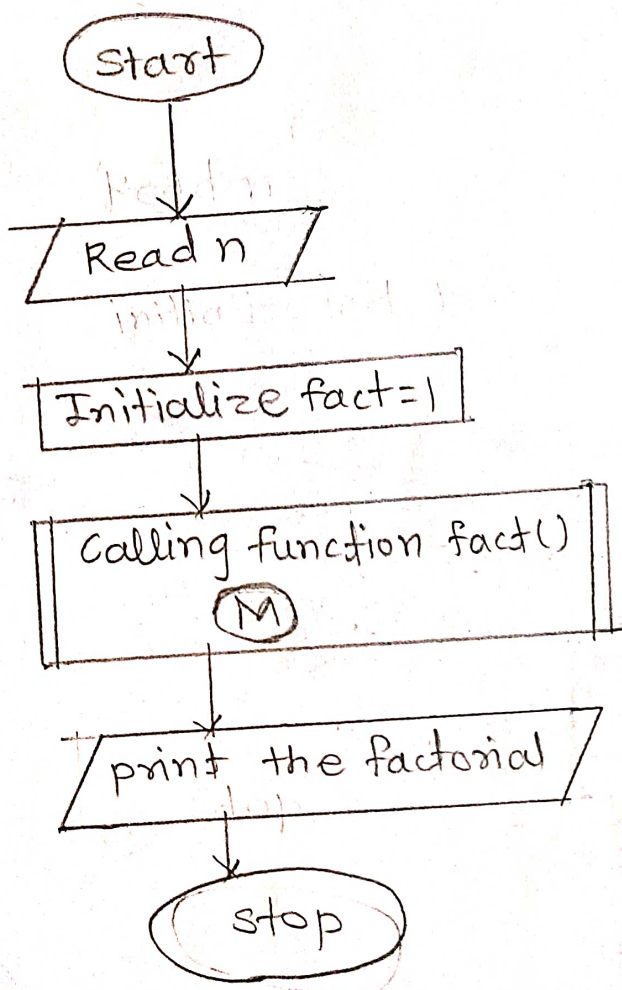 Start
Read n
Initialize fact=1
Calling function fact()
M
print the factorial
stop